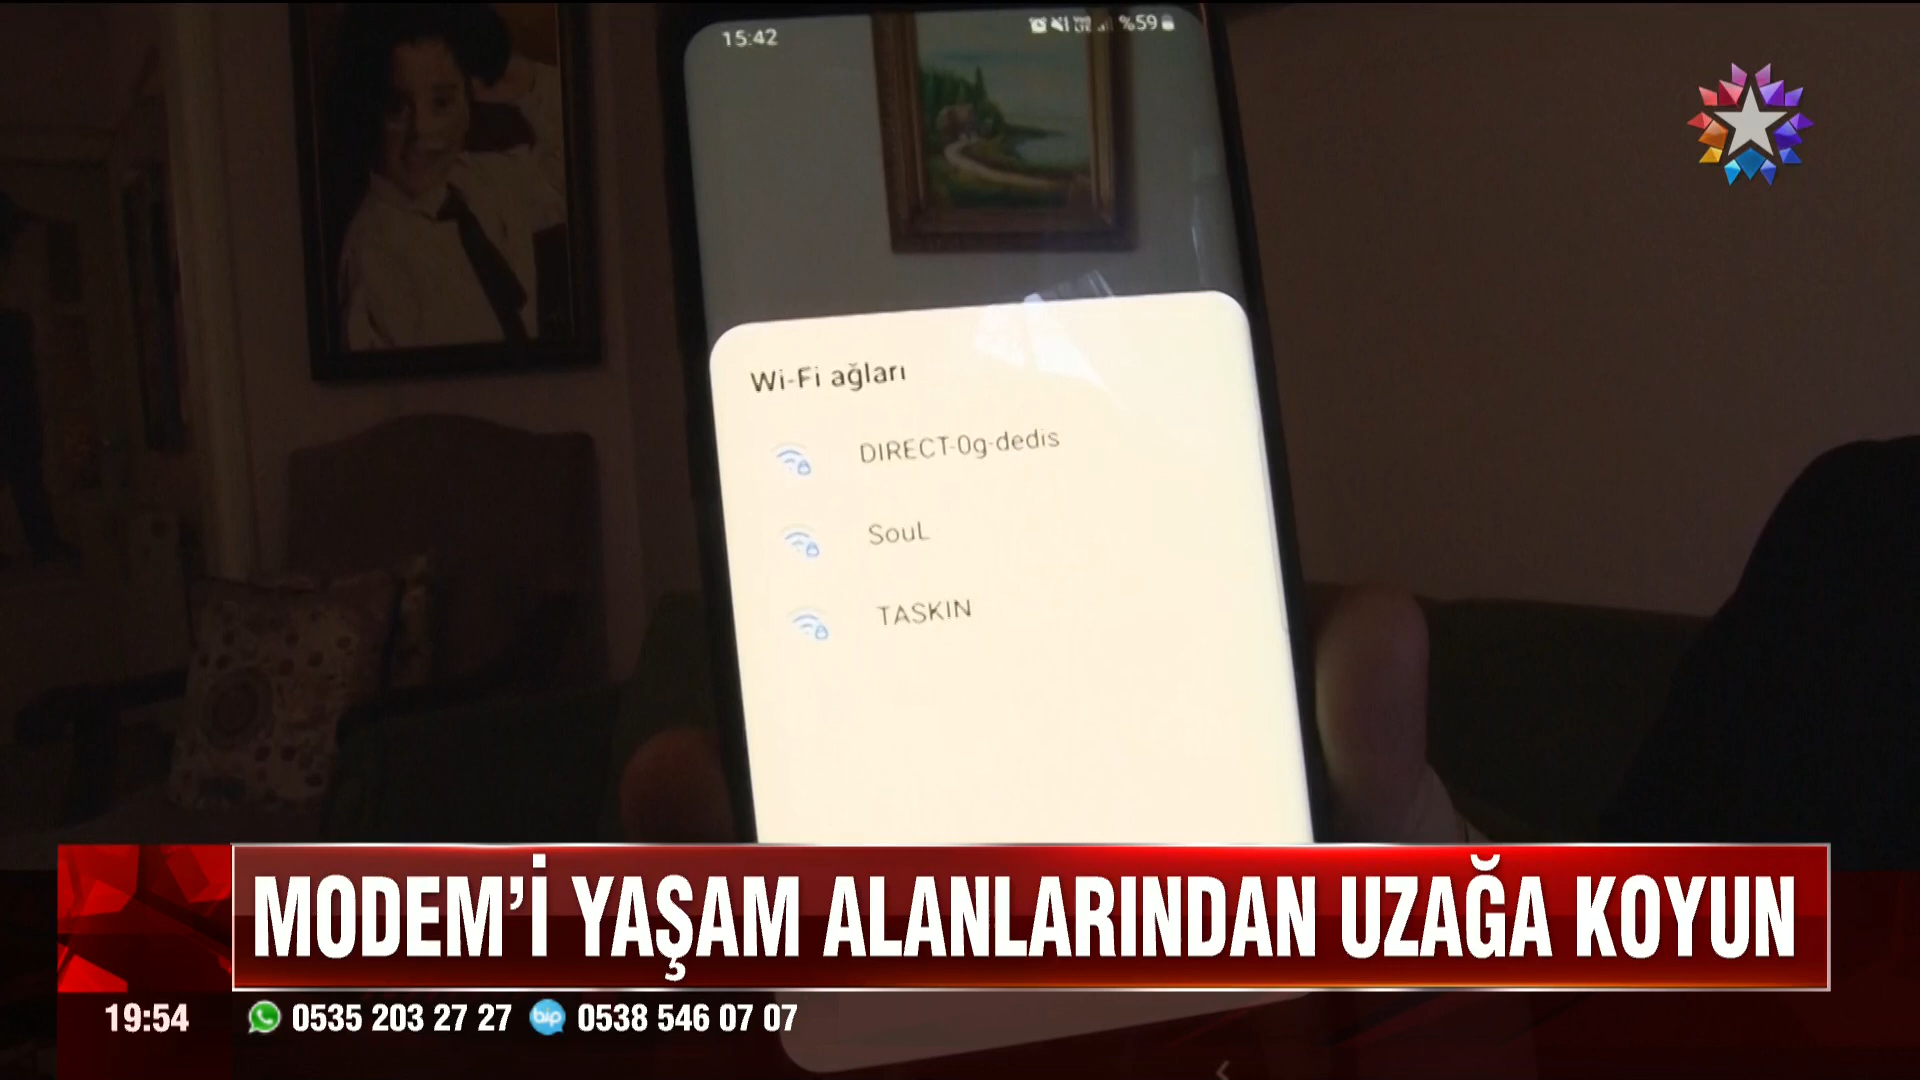 15:42
%59
Wi-Fi ağları
DIRECT-0g-dedis
SouL
TASKIN
MODEM'İ YAŞAM ALANLARINDAN UZAĞA KOYUN
19:54 0535 203 27 27 bip 0538 546 07 07